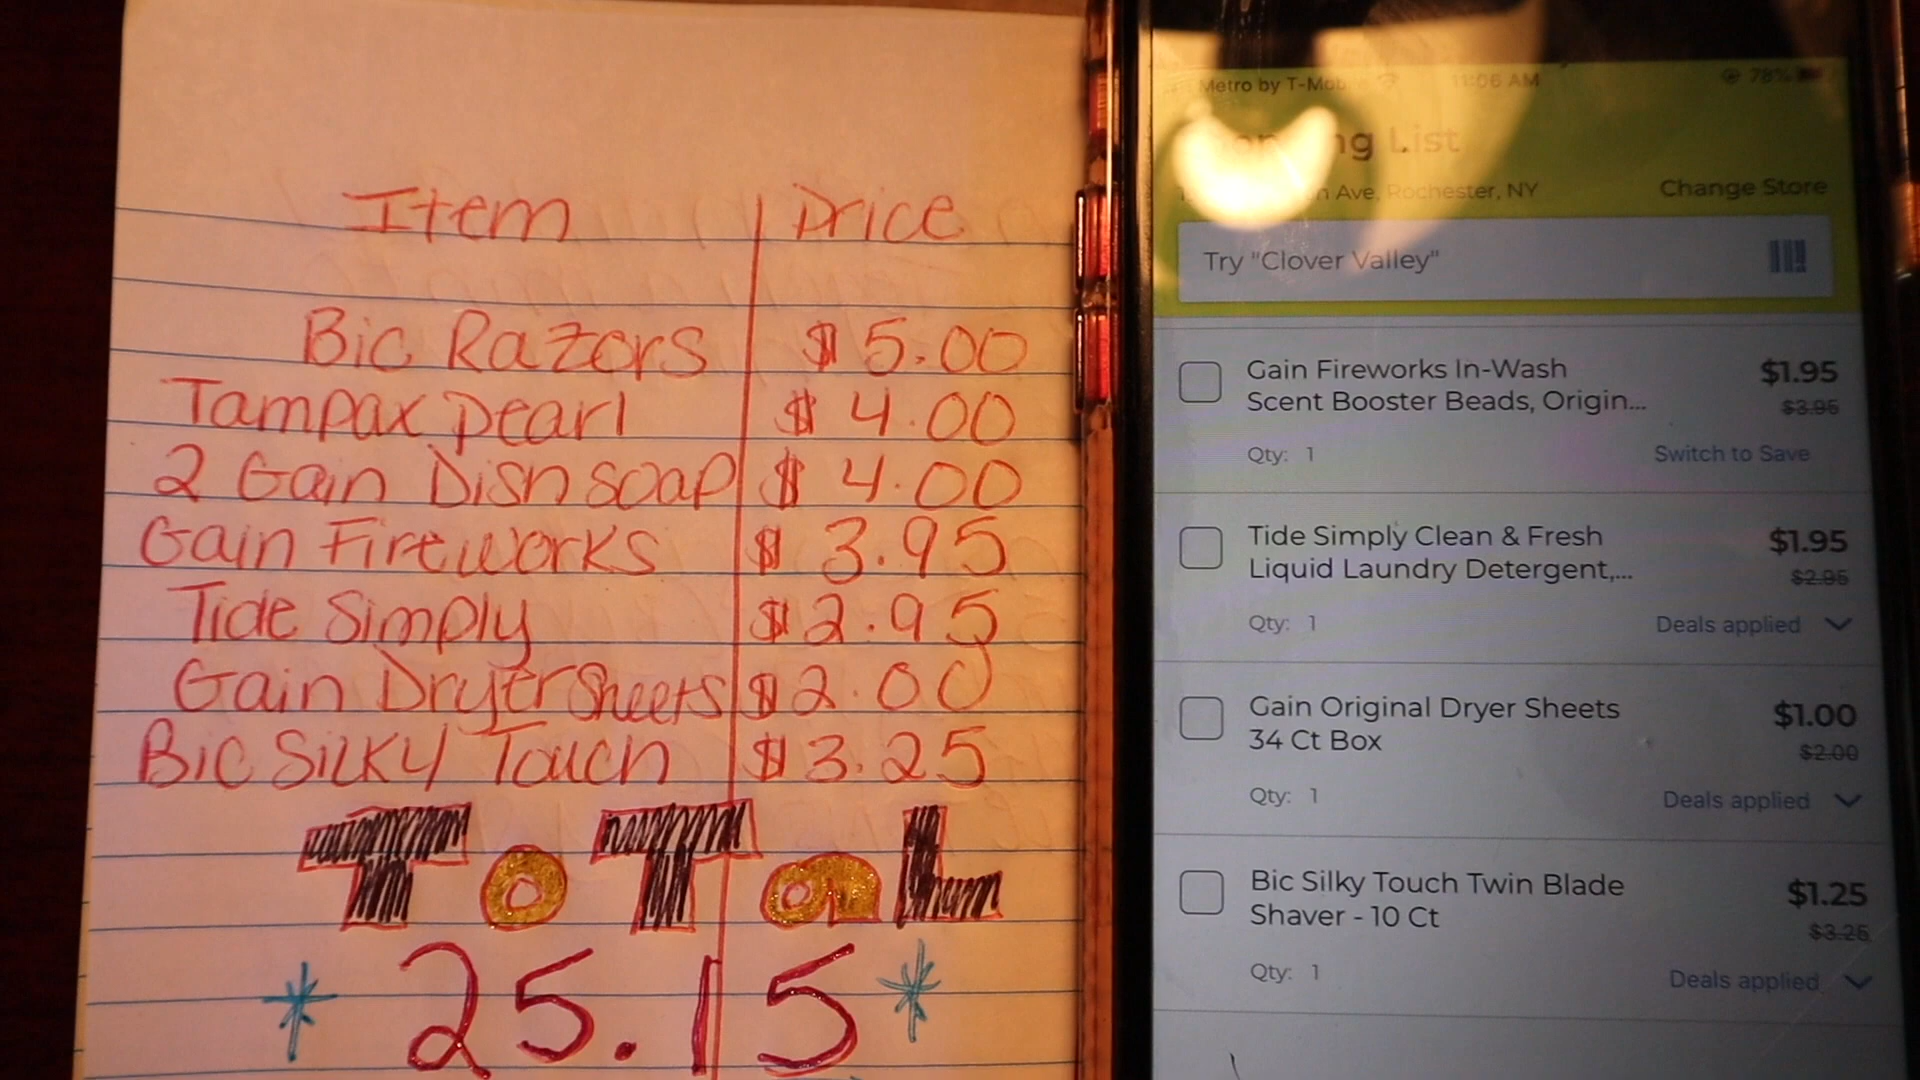 Item Price
Bic Razors $ 5.00
Tampax pearl $ 4.00
2 Gain Dish soap $ 4.00
Gain Fireworks $ 3.95
Tide Simply $ 2.95
Gain Dryer Sheets $ 2.00
Bic Silky Touch $ 3.25
ToTaL
* 25.15 *
Metro by T-Mob 11:06 AM 78%
List
Ave, Rochester, NY Change Store
Try "Clover Valley"
Gain Fireworks In-Wash $1.95
Scent Booster Beads, Origin... $3.95
Qty: 1 Switch to Save
Tide Simply Clean & Fresh $1.95
Liquid Laundry Detergent,... $2.95
Qty: 1 Deals applied
Gain Original Dryer Sheets $1.00
34 Ct Box $2.00
Qty: 1 Deals applied
Bic Silky Touch Twin Blade $1.25
Shaver - 10 Ct $3.25
Qty: 1 Deals applied